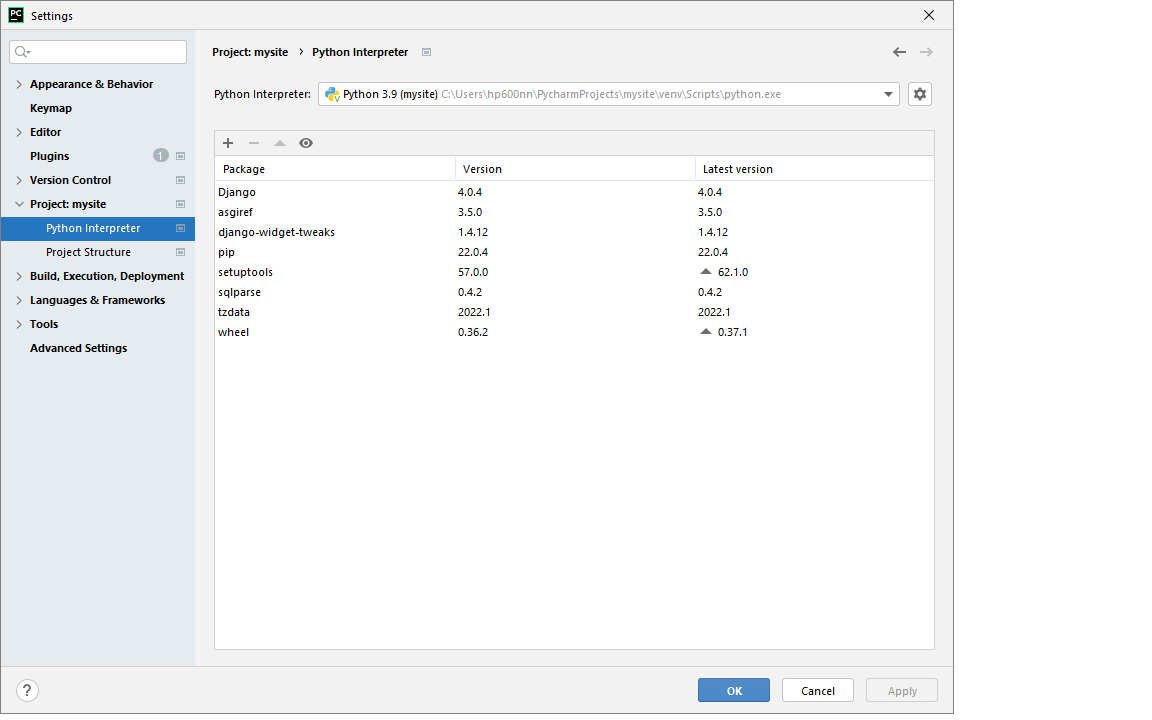 PC Settings
Project: mysite › Python Interpreter
Appearance & Behavior
Keymap
Editor
Plugins 1
Version Control
Project: mysite
Python Interpreter
Project Structure
Build, Execution, Deployment
Languages & Frameworks
Tools
Advanced Settings
Python Interpreter: Python 3.9 (mysite) C:\Users\hp600nn\PycharmProjects\mysite\venv\Scripts\python.exe
Package Version Latest version
Django 4.0.4 4.0.4
asgiref 3.5.0 3.5.0
django-widget-tweaks 1.4.12 1.4.12
pip 22.0.4 22.0.4
setuptools 57.0.0 62.1.0
sqlparse 0.4.2 0.4.2
tzdata 2022.1 2022.1
wheel 0.36.2 0.37.1
? OK Cancel Apply